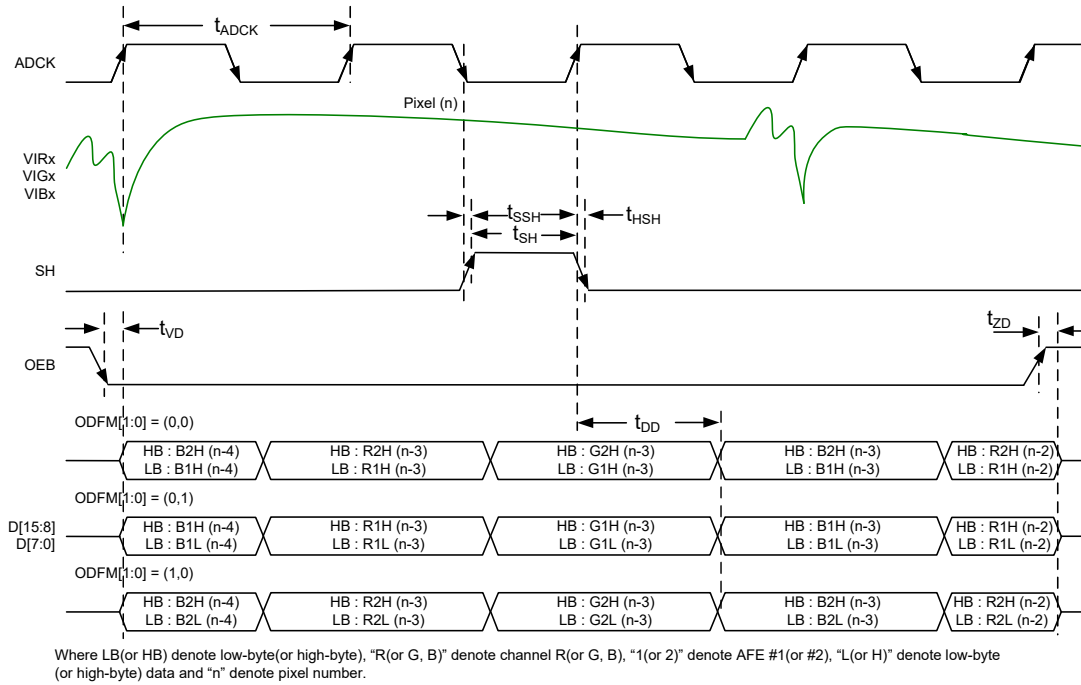 tADCK
ADCK
Pixel (n)
VIRx
VIGx
VIBx
tSSH
tHSH
tSH
SH
tVD
tZD
OEB
ODFM[1:0] = (0,0)
tDD
HB : B2H (n-4) HB : R2H (n-3) HB : G2H (n-3) HB : B2H (n-3) HB : R2H (n-2)
LB : B1H (n-4) LB : R1H (n-3) LB : G1H (n-3) LB : B1H (n-3) LB : R1H (n-2)
ODFM[1:0] = (0,1)
D[15:8] HB : B1H (n-4) HB : R1H (n-3) HB : G1H (n-3) HB : B1H (n-3) HB : R1H (n-2)
D[7:0] LB : B1L (n-4) LB : R1L (n-3) LB : G1L (n-3) LB : B1L (n-3) LB : R1L (n-2)
ODFM[1:0] = (1,0)
HB : B2H (n-4) HB : R2H (n-3) HB : G2H (n-3) HB : B2H (n-3) HB : R2H (n-2)
LB : B2L (n-4) LB : R2L (n-3) LB : G2L (n-3) LB : B2L (n-3) LB : R2L (n-2)
Where LB(or HB) denote low-byte(or high-byte), “R(or G, B)” denote channel R(or G, B), “1(or 2)” denote AFE #1(or #2), “L(or H)” denote low-byte
(or high-byte) data and “n” denote pixel number.